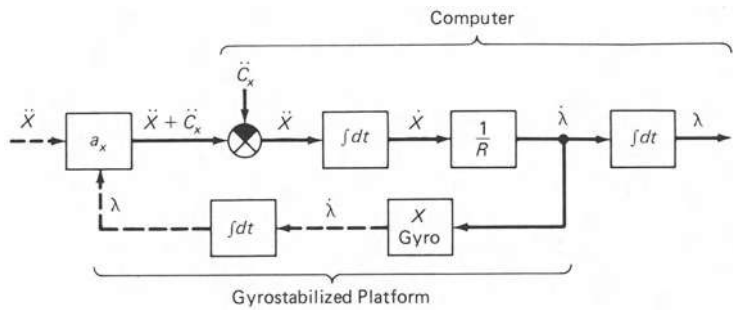 Computer
C̈ₓ
Ẍ
aₓ
Ẍ + C̈ₓ
Ẍ
∫dt
Ẋ
1/R
λ̇
∫dt
λ
λ
∫dt
λ̇
X
Gyro
Gyrostabilized Platform